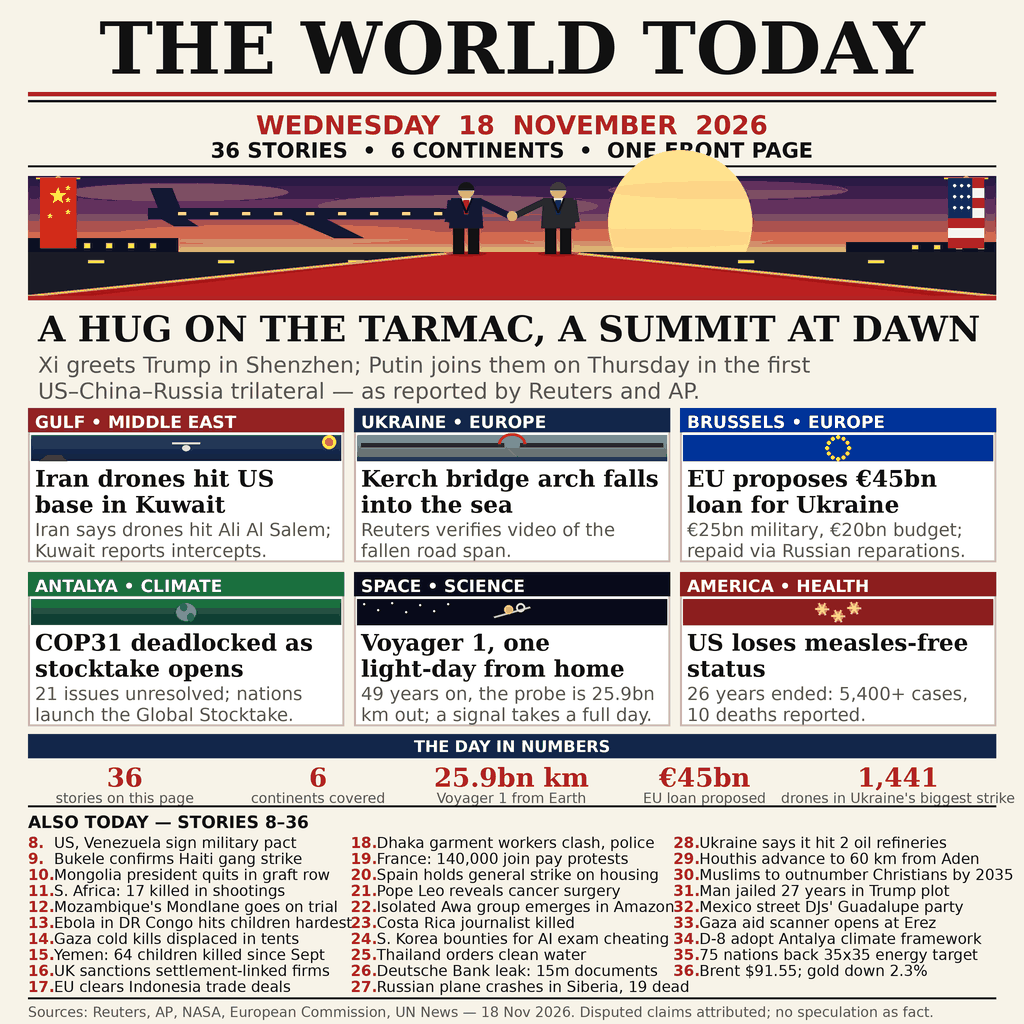 THE WORLD TODAY
WEDNESDAY 18 NOVEMBER 2026
36 STORIES • 6 CONTINENTS • ONE FRONT PAGE
A HUG ON THE TARMAC, A SUMMIT AT DAWN
Xi greets Trump in Shenzhen; Putin joins them on Thursday in the first
US–China–Russia trilateral — as reported by Reuters and AP.
GULF • MIDDLE EAST
Iran drones hit US
base in Kuwait
Iran says drones hit Ali Al Salem;
Kuwait reports intercepts.
UKRAINE • EUROPE
Kerch bridge arch falls
into the sea
Reuters verifies video of the
fallen road span.
BRUSSELS • EUROPE
EU proposes €45bn
loan for Ukraine
€25bn military, €20bn budget;
repaid via Russian reparations.
ANTALYA • CLIMATE
COP31 deadlocked as
stocktake opens
21 issues unresolved; nations
launch the Global Stocktake.
SPACE • SCIENCE
Voyager 1, one
light-day from home
49 years on, the probe is 25.9bn
km out; a signal takes a full day.
AMERICA • HEALTH
US loses measles-free
status
26 years ended: 5,400+ cases,
10 deaths reported.
THE DAY IN NUMBERS
36
stories on this page
6
continents covered
25.9bn km
Voyager 1 from Earth
€45bn
EU loan proposed
1,441
drones in Ukraine's biggest strike
ALSO TODAY — STORIES 8–36
8. US, Venezuela sign military pact
9. Bukele confirms Haiti gang strike
10. Mongolia president quits in graft row
11. S. Africa: 17 killed in shootings
12. Mozambique's Mondlane goes on trial
13. Ebola in DR Congo hits children hardest
14. Gaza cold kills displaced in tents
15. Yemen: 64 children killed since Sept
16. UK sanctions settlement-linked firms
17. EU clears Indonesia trade deals
18. Dhaka garment workers clash, police
19. France: 140,000 join pay protests
20. Spain holds general strike on housing
21. Pope Leo reveals cancer surgery
22. Isolated Awa group emerges in Amazon
23. Costa Rica journalist killed
24. S. Korea bounties for AI exam cheating
25. Thailand orders clean water
26. Deutsche Bank leak: 15m documents
27. Russian plane crashes in Siberia, 19 dead
28. Ukraine says it hit 2 oil refineries
29. Houthis advance to 60 km from Aden
30. Muslims to outnumber Christians by 2035
31. Man jailed 27 years in Trump plot
32. Mexico street DJs' Guadalupe party
33. Gaza aid scanner opens at Erez
34. D-8 adopt Antalya climate framework
35. 75 nations back 35x35 energy target
36. Brent $91.55; gold down 2.3%
Sources: Reuters, AP, NASA, European Commission, UN News — 18 Nov 2026. Disputed claims attributed; no speculation as fact.